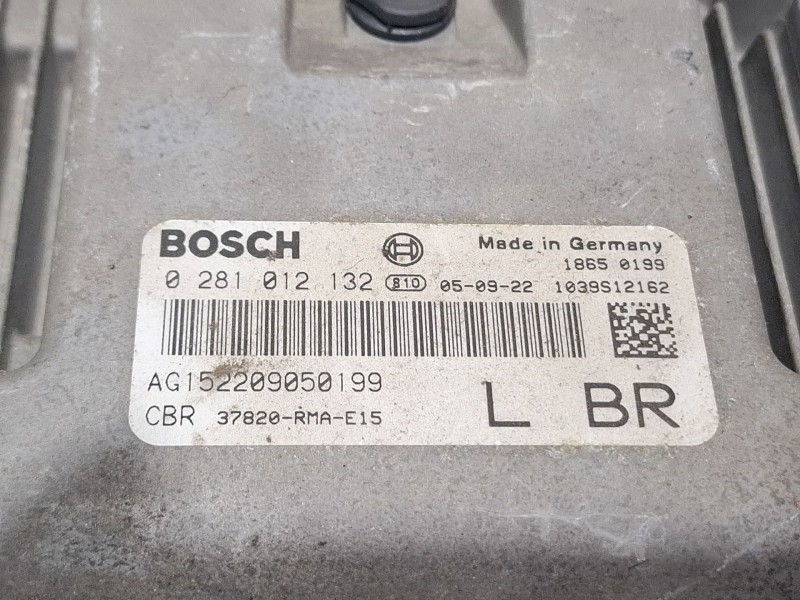 BOSCH
Made in Germany
1865 0199
0 281 012 132 810 05-09-22 1039S12162
AG152209050199
CBR 37820-RMA-E15
L BR